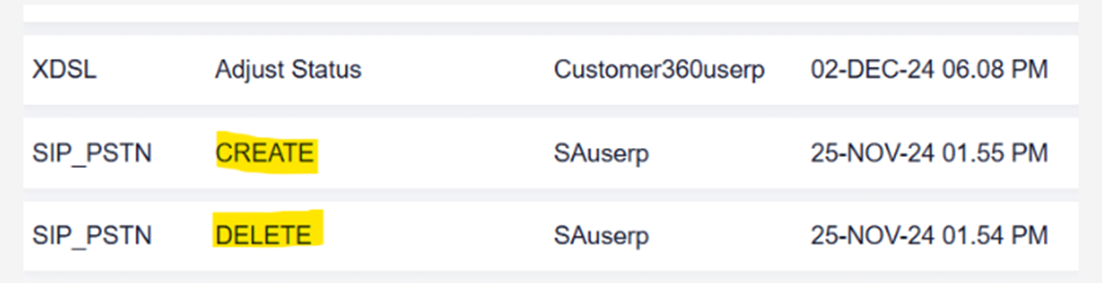 XDSL Adjust Status Customer360userp 02-DEC-24 06.08 PM
SIP_PSTN CREATE SAuserp 25-NOV-24 01.55 PM
SIP_PSTN DELETE SAuserp 25-NOV-24 01.54 PM